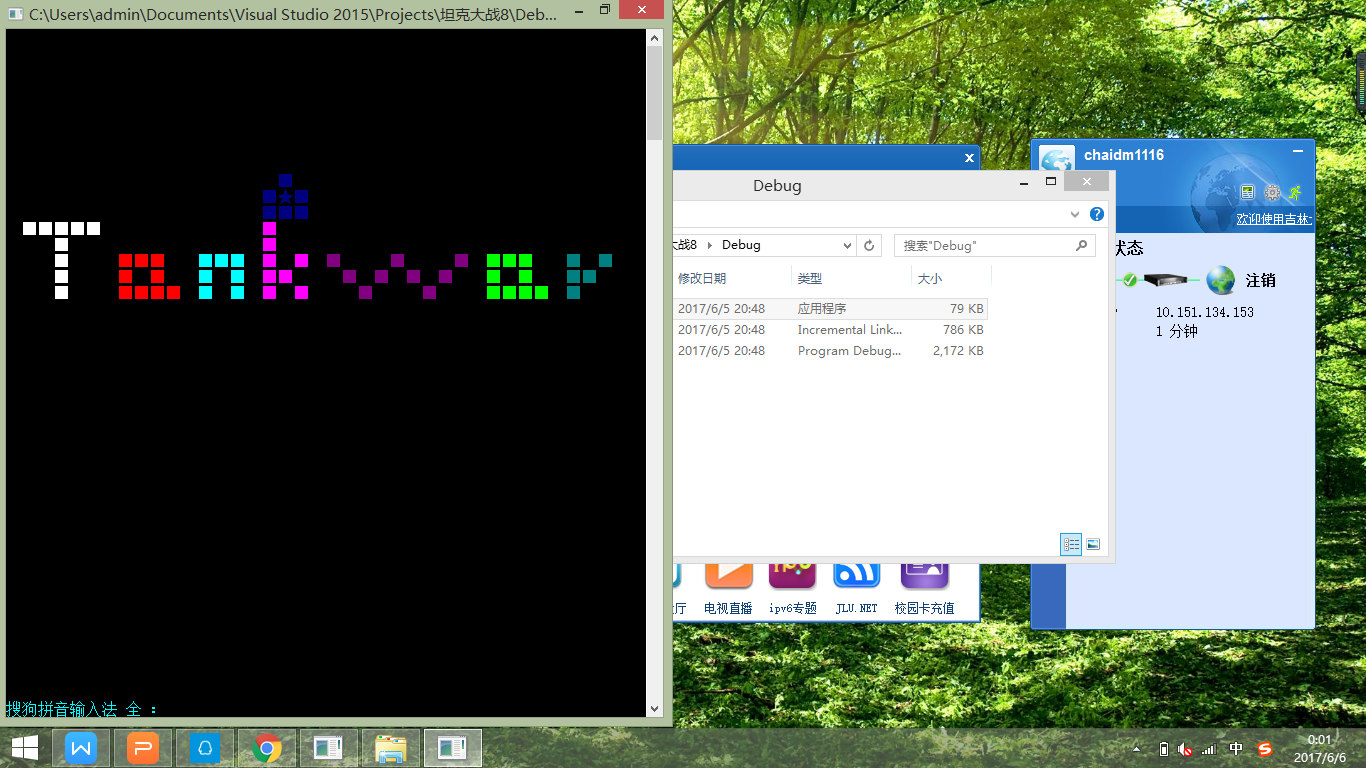 C:\Users\admin\Documents\Visual Studio 2015\Projects\坦克大战8\Deb...
Tankwar
搜狗拼音输入法 全 :
Debug
大战8 Debug
搜索"Debug"
修改日期 类型 大小
2017/6/5 20:48 应用程序 79 KB
2017/6/5 20:48 Incremental Link... 786 KB
2017/6/5 20:48 Program Debug... 2,172 KB
厅 电视直播 ipv6专题 JLU.NET 校园卡充值
chaidm1116
欢迎使用吉林
状态
注销
10.151.134.153
1 分钟
中
0:01
2017/6/6